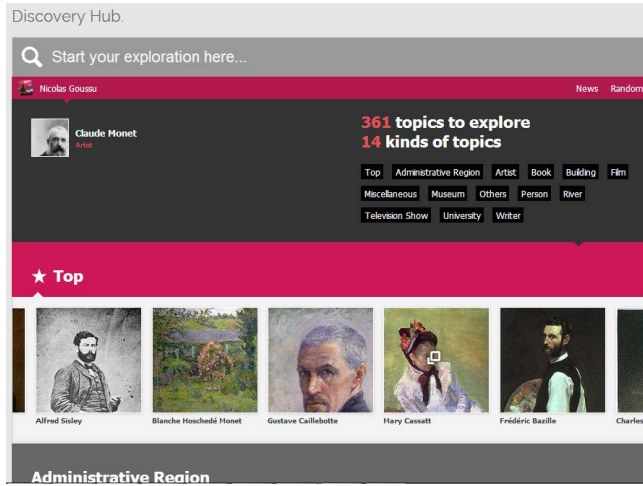 Discovery Hub.
Start your exploration here...
Nicolas Goussu
News Random
Claude Monet
Artist
361 topics to explore
14 kinds of topics
Top Administrative Region Artist Book Building Film
Miscellaneous Museum Others Person River
Television Show University Writer
★ Top
Alfred Sisley
Blanche Hoschedé Monet
Gustave Caillebotte
Mary Cassatt
Frédéric Bazille
Charles
Administrative Region